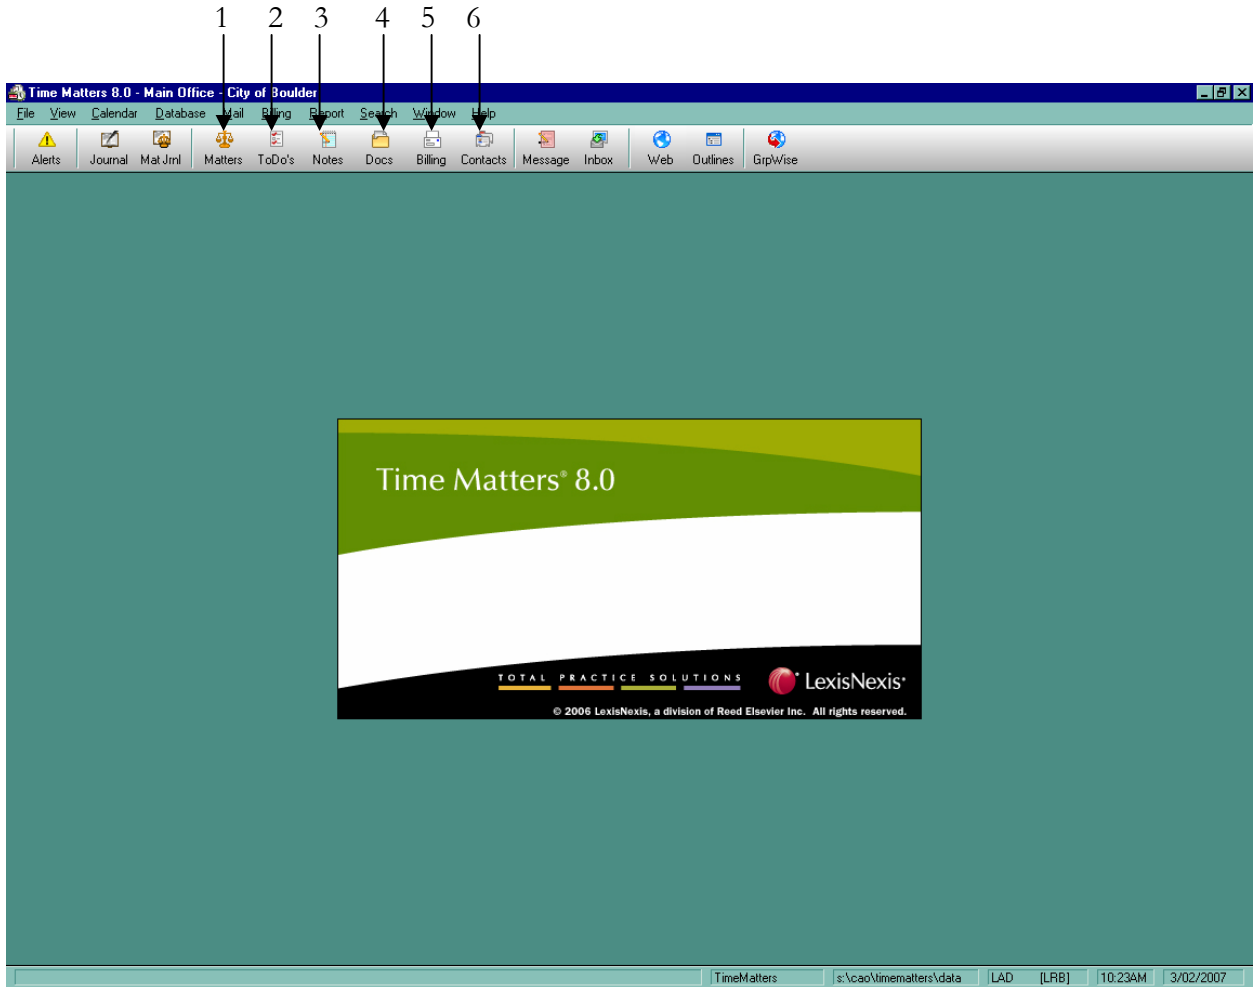 1 2 3 4 5 6
Time Matters 8.0 - Main Office - City of Boulder
File View Calendar Database Mail Billing Report Search Window Help
Alerts Journal Mat Jrnl Matters ToDo's Notes Docs Billing Contacts Message Inbox Web Outlines GrpWise
Time Matters® 8.0
TOTAL PRACTICE SOLUTIONS
LexisNexis®
© 2006 LexisNexis, a division of Reed Elsevier Inc. All rights reserved.
TimeMatters s:\cao\timematters\data LAD [LRB] 10:23AM 3/02/2007